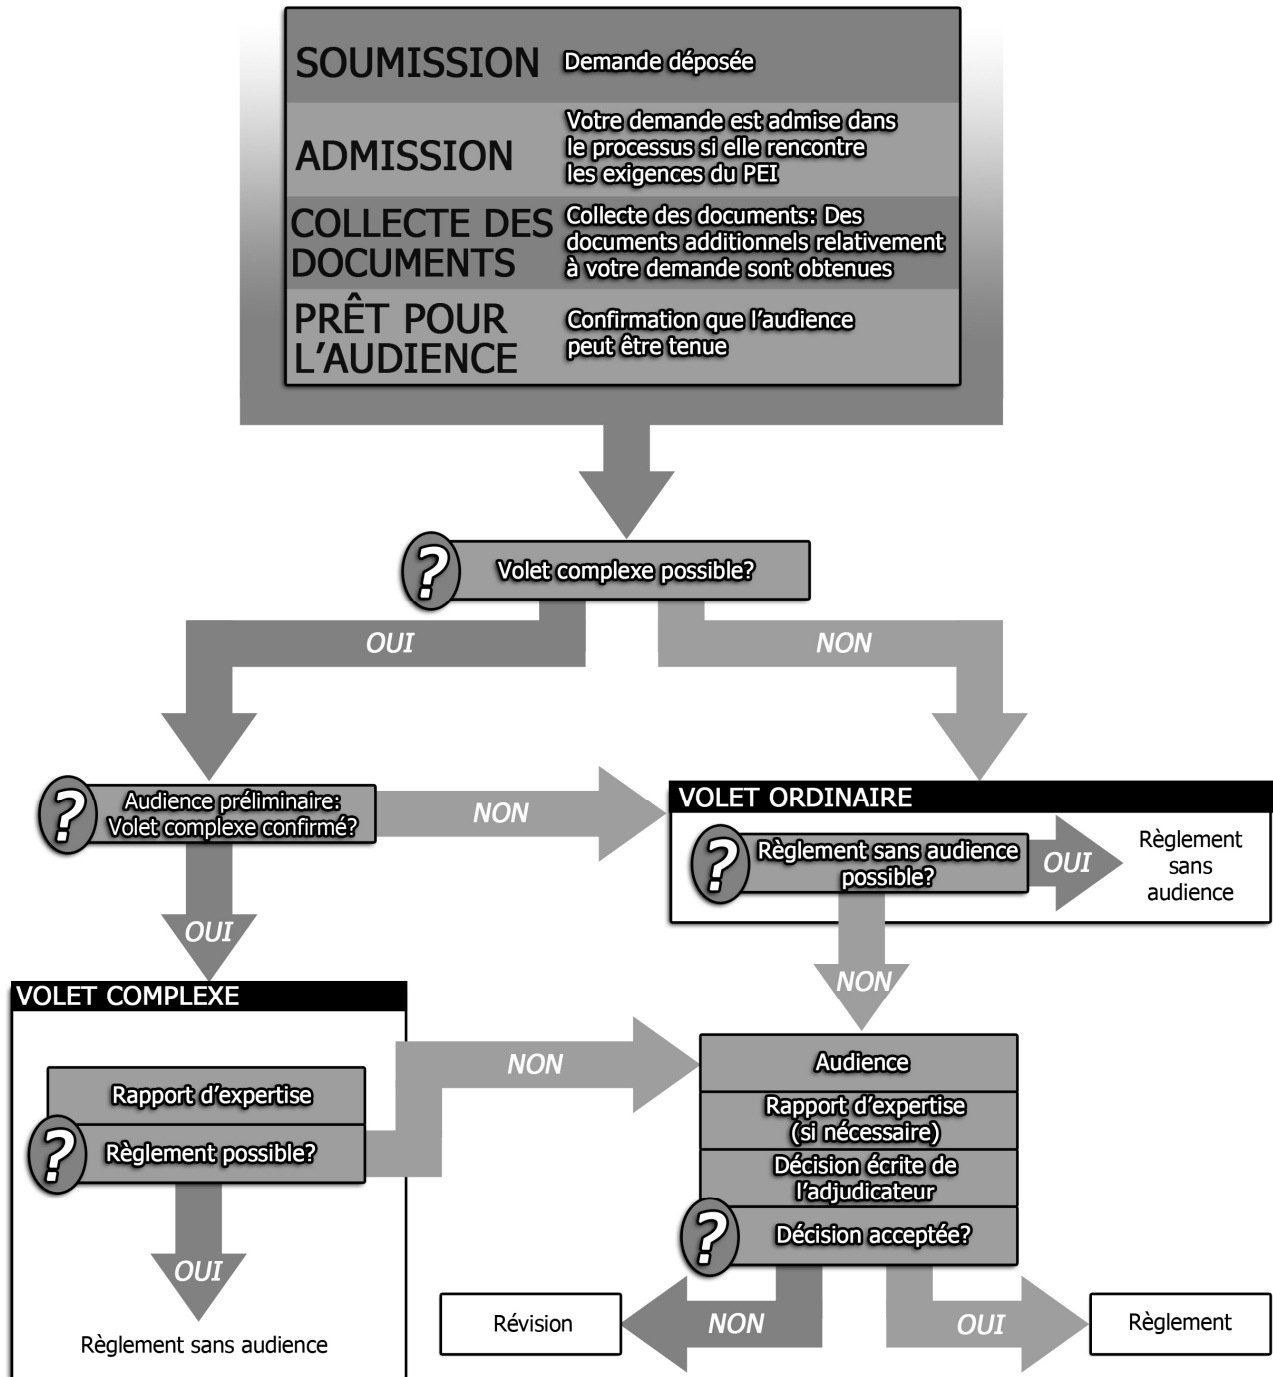 SOUMISSION
Demande déposée
ADMISSION
Votre demande est admise dans
le processus si elle rencontre
les exigences du PEI
COLLECTE DES
DOCUMENTS
Collecte des documents: Des
documents additionnels relativement
à votre demande sont obtenues
PRÊT POUR
L'AUDIENCE
Confirmation que l'audience
peut être tenue
?
Volet complexe possible?
OUI
NON
?
Audience préliminaire:
Volet complexe confirmé?
NON
OUI
VOLET ORDINAIRE
?
Règlement sans audience
possible?
OUI
Règlement
sans
audience
NON
VOLET COMPLEXE
Rapport d'expertise
?
Règlement possible?
NON
OUI
Règlement sans audience
Audience
Rapport d'expertise
(si nécessaire)
Décision écrite de
l'adjudicateur
?
Décision acceptée?
NON
Révision
OUI
Règlement